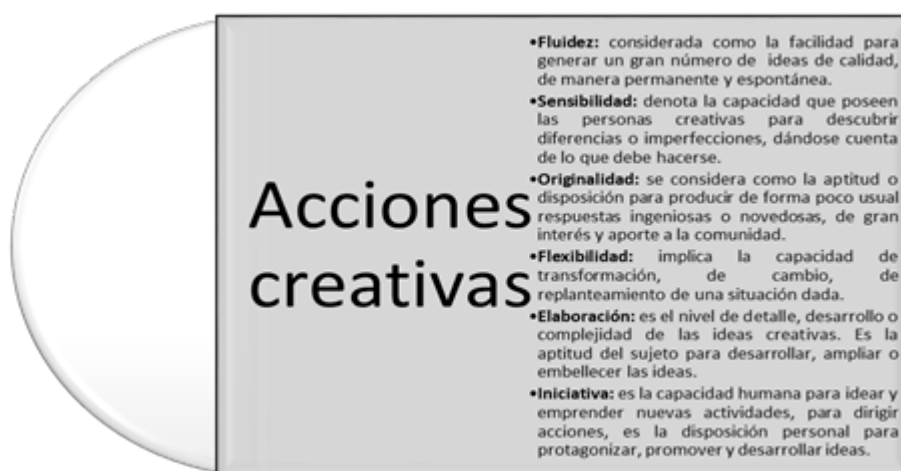 Acciones
creativas
•Fluidez: considerada como la facilidad para
generar un gran número de ideas de calidad,
de manera permanente y espontánea.
•Sensibilidad: denota la capacidad que poseen
las personas creativas para descubrir
diferencias o imperfecciones, dándose cuenta
de lo que debe hacerse.
•Originalidad: se considera como la aptitud o
disposición para producir de forma poco usual
respuestas ingeniosas o novedosas, de gran
interés y aporte a la comunidad.
•Flexibilidad: implica la capacidad de
transformación, de cambio, de
replanteamiento de una situación dada.
•Elaboración: es el nivel de detalle, desarrollo o
complejidad de las ideas creativas. Es la
aptitud del sujeto para desarrollar, ampliar o
embellecer las ideas.
•Iniciativa: es la capacidad humana para idear y
emprender nuevas actividades, para dirigir
acciones, es la disposición personal para
protagonizar, promover y desarrollar ideas.